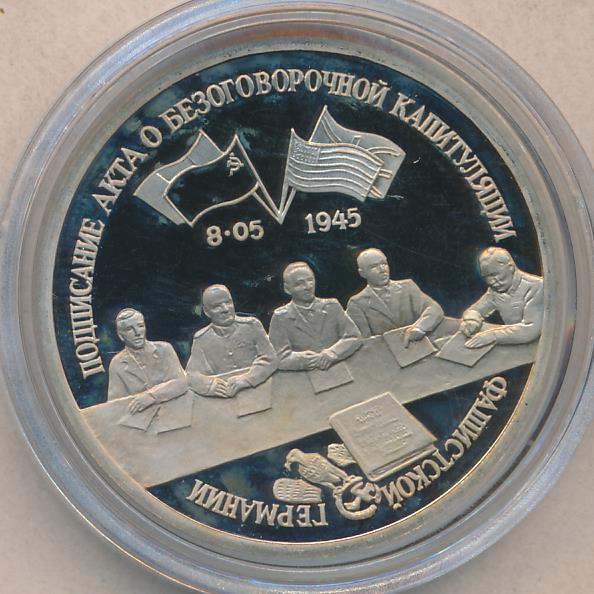 ПОДПИСАНИЕ АКТА О БЕЗОГОВОРОЧНОЙ КАПИТУЛЯЦИИ
ФАШИСТСКОЙ ГЕРМАНИИ
8·05 1945